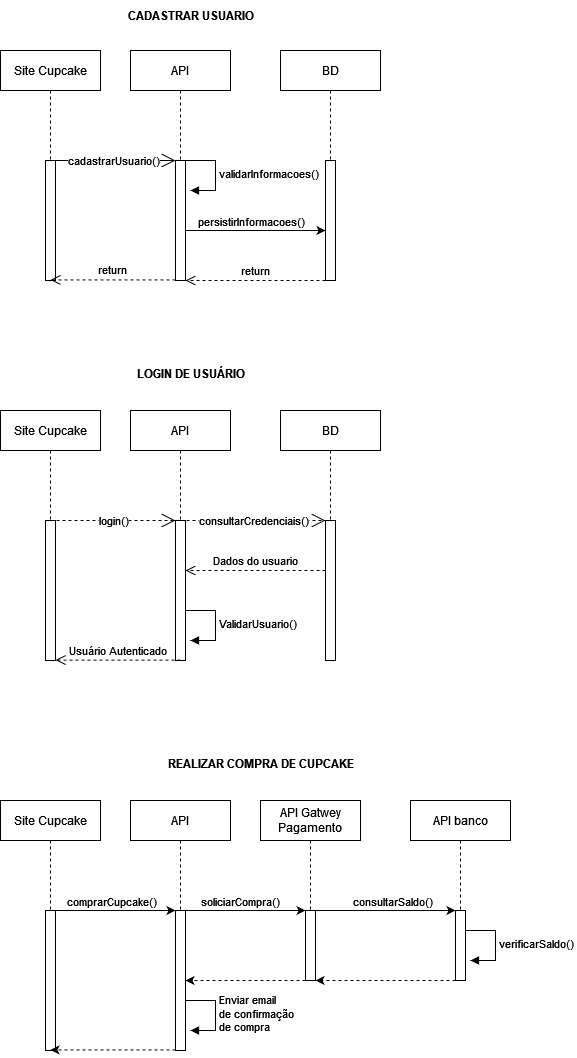 CADASTRAR USUARIO
Site Cupcake
API
BD
cadastrarUsuario()
validarInformacoes()
persistirInformacoes()
return
return
LOGIN DE USUÁRIO
Site Cupcake
API
BD
login()
consultarCredenciais()
Dados do usuario
ValidarUsuario()
Usuário Autenticado
REALIZAR COMPRA DE CUPCAKE
Site Cupcake
API
API Gatwey
Pagamento
API banco
comprarCupcake()
soliciarCompra()
consultarSaldo()
verificarSaldo()
Enviar email
de confirmação
de compra